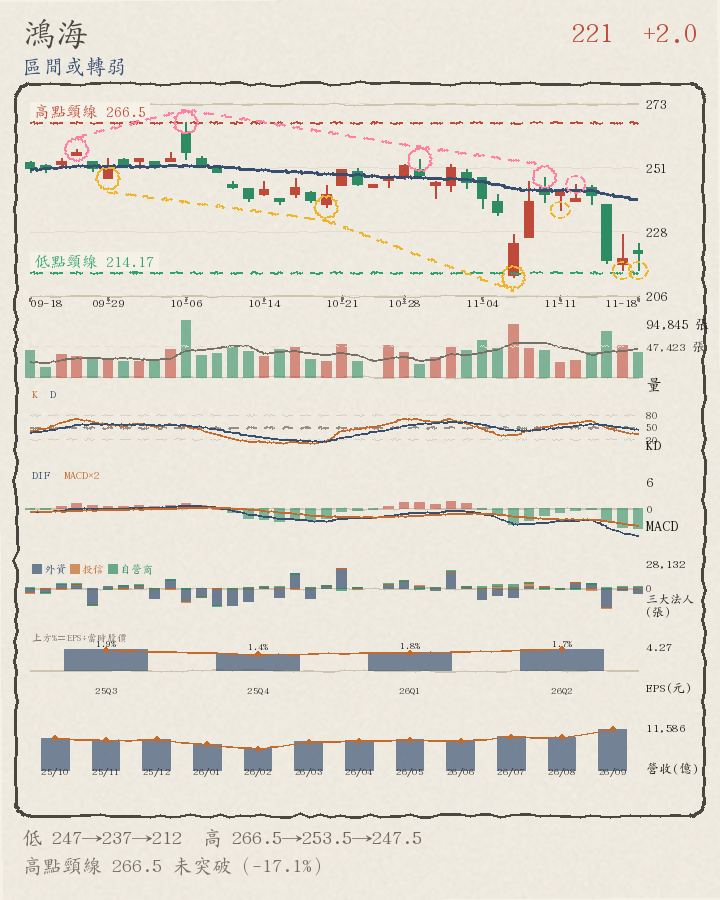 鴻海
221 +2.0
區間或轉弱
高點頸線 266.5
273
251
228
低點頸線 214.17
206
09-18 09-29 10-06 10-14 10-21 10-28 11-04 11-11 11-18
94,845 張
47,423 張
量
K D
80
50
20
KD
DIF MACD×2
6
0
MACD
外資 投信 自營商
28,132
0
三大法人
(張)
上方%=EPS÷當時股價
1.9% 1.4% 1.8% 1.7%
4.27
25Q3 25Q4 26Q1 26Q2
EPS(元)
11,586
25/10 25/11 25/12 26/01 26/02 26/03 26/04 26/05 26/06 26/07 26/08 26/09
營收(億)
低 247→237→212 高 266.5→253.5→247.5
高點頸線 266.5 未突破 (-17.1%)